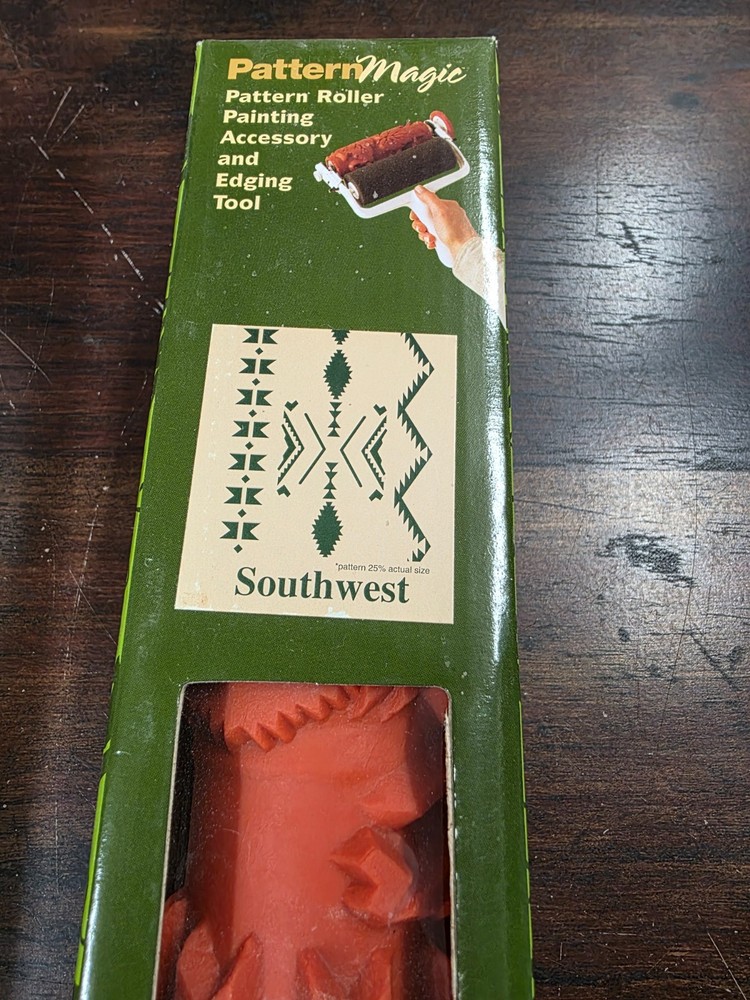 PatternMagic
Pattern Roller
Painting
Accessory
and
Edging
Tool
*pattern 25% actual size
Southwest